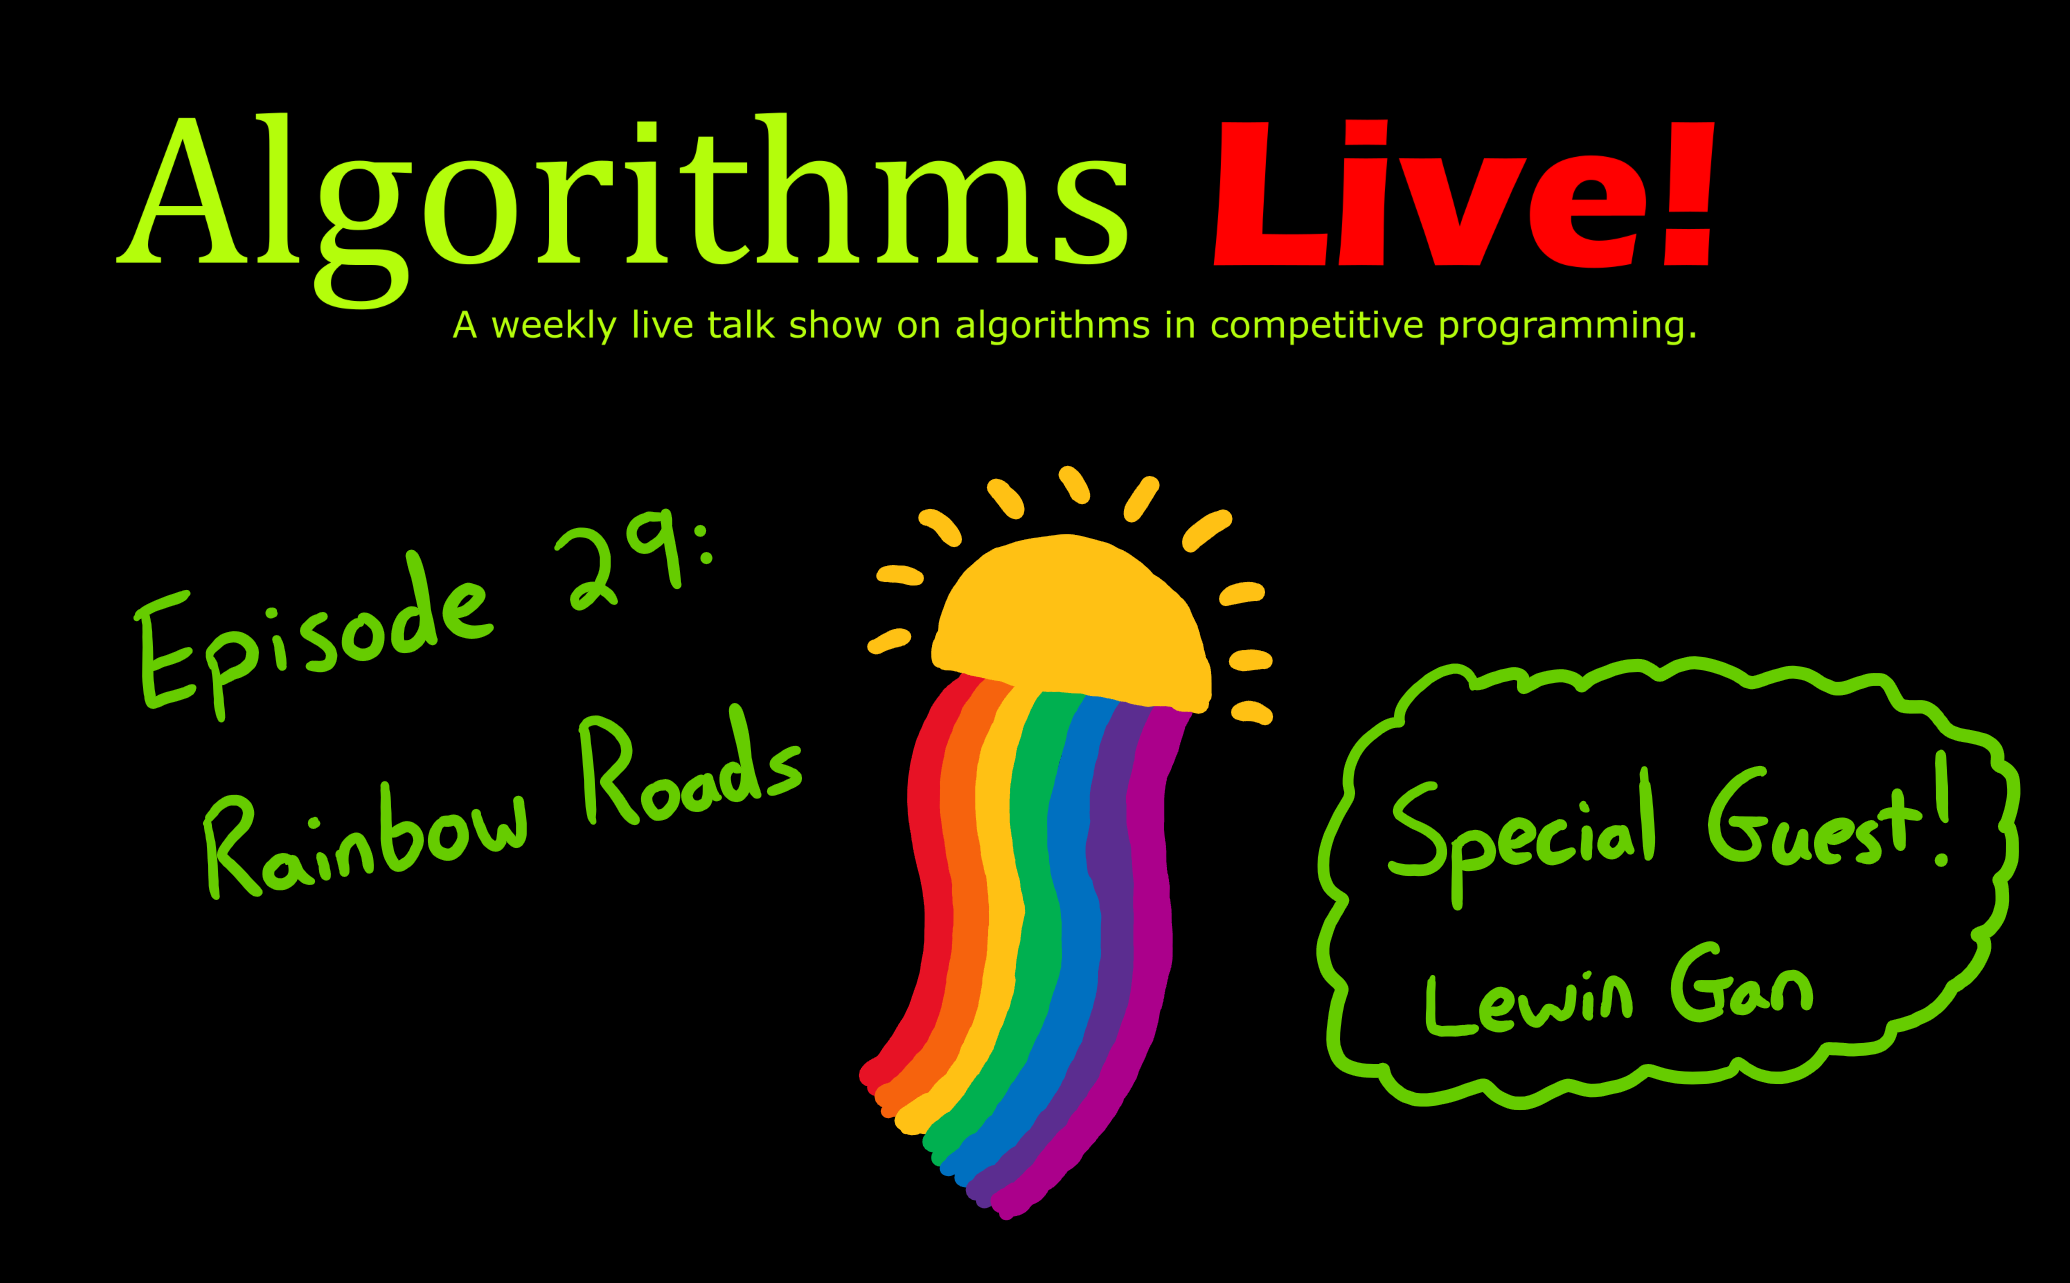 Algorithms Live!
A weekly live talk show on algorithms in competitive programming.
Episode 29:
Rainbow Roads
Special Guest!
Lewin Gan